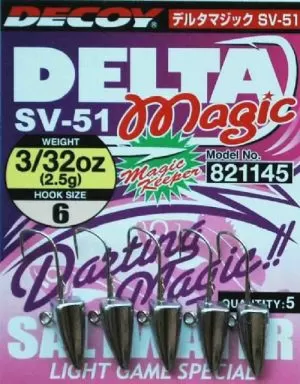 DECOY デルタマジック SV-51
DELTA
SV-51 Magic
WEIGHT
3/32oz
(2.5g)
HOOK SIZE
6
Magic
Keeper
Model No.
821145
Darting
Magic!!
QUANTITY:5
SALTWATER
LIGHT GAME SPECIAL